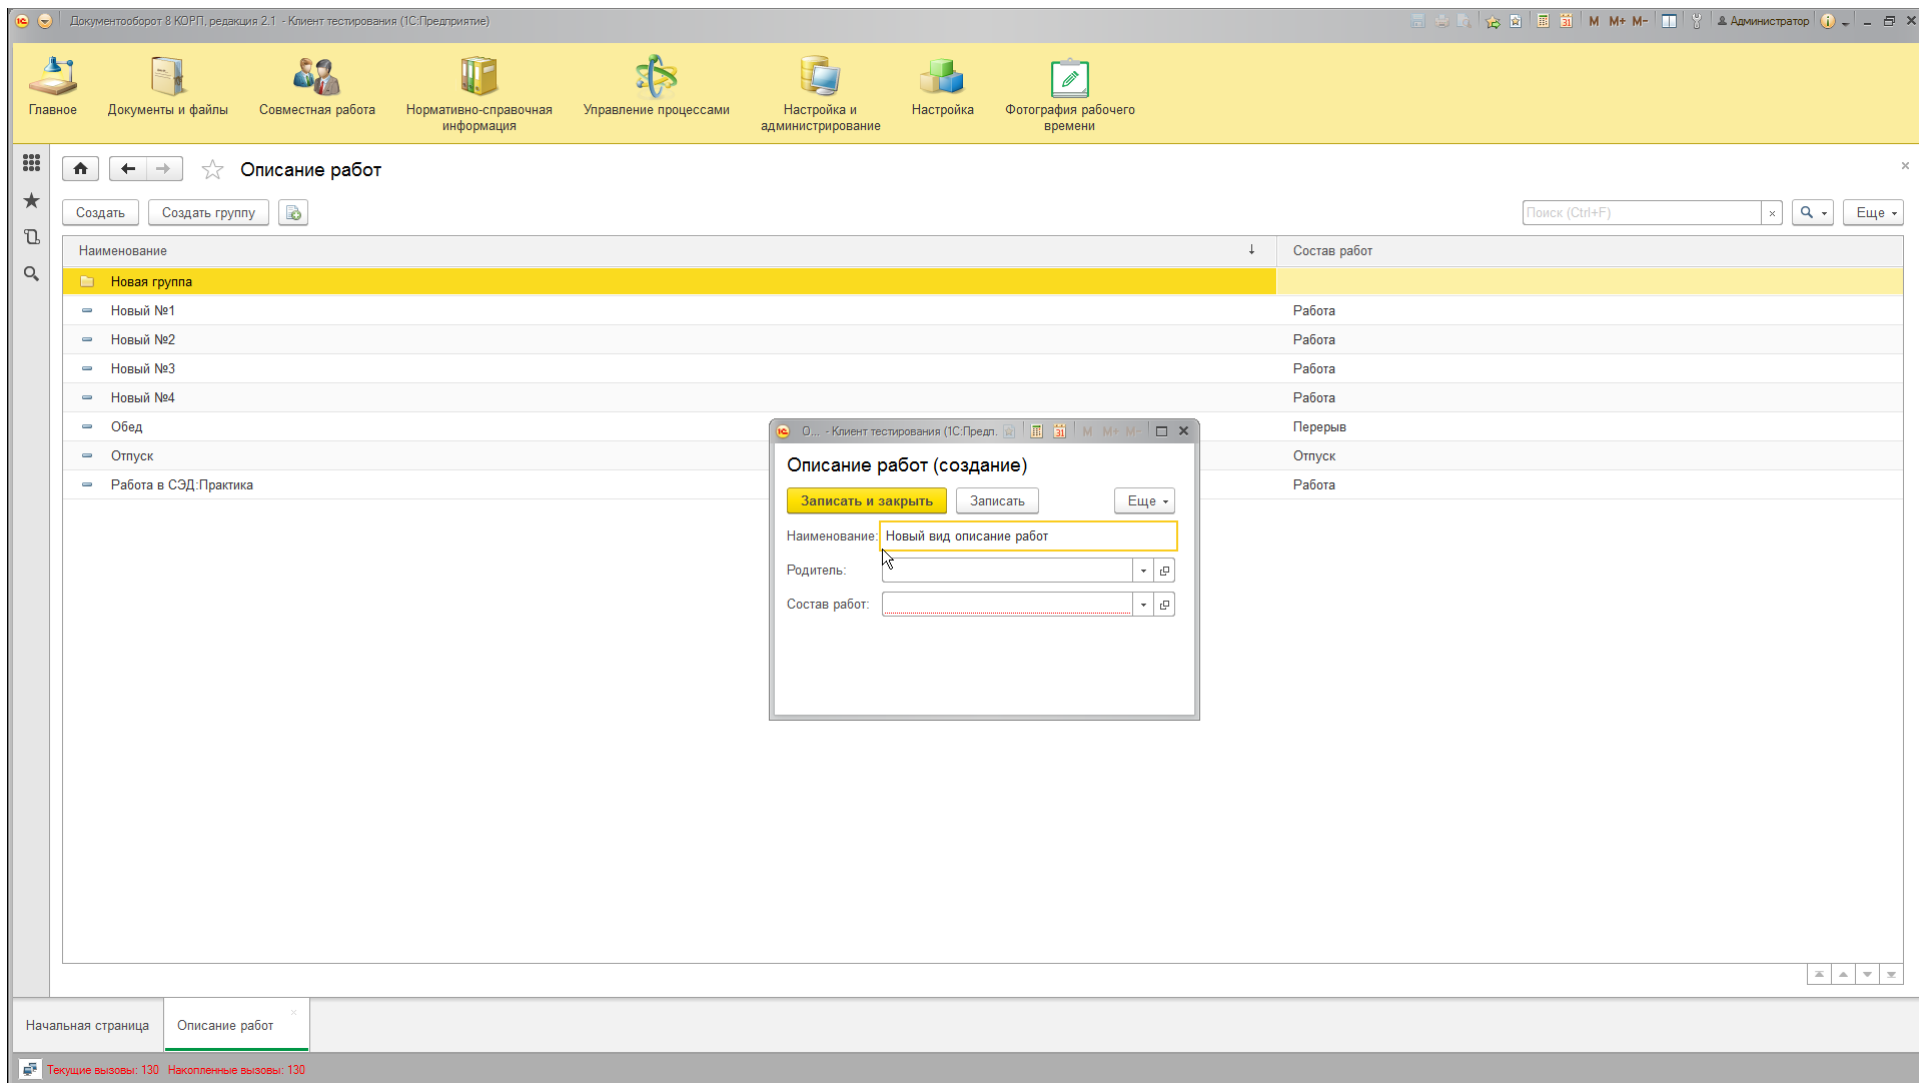 Документооборот 8 КОРП, редакция 2.1 - Клиент тестирования (1С:Предприятие)
M M+ M-
Администратор
Главное
Документы и файлы
Совместная работа
Нормативно-справочная
информация
Управление процессами
Настройка и
администрирование
Настройка
Фотография рабочего
времени
Описание работ
Создать
Создать группу
Поиск (Ctrl+F)
Еще
Наименование
Состав работ
Новая группа
Новый №1 Работа
Новый №2 Работа
Новый №3 Работа
Новый №4 Работа
Обед Перерыв
Отпуск Отпуск
Работа в СЭД:Практика Работа
О... - Клиент тестирования (1С:Предп. 31 M M+ M-
Описание работ (создание)
Записать и закрыть
Записать
Еще
Наименование: Новый вид описание работ
Родитель:
Состав работ:
Начальная страница
Описание работ
Текущие вызовы: 130 Накопленные вызовы: 130